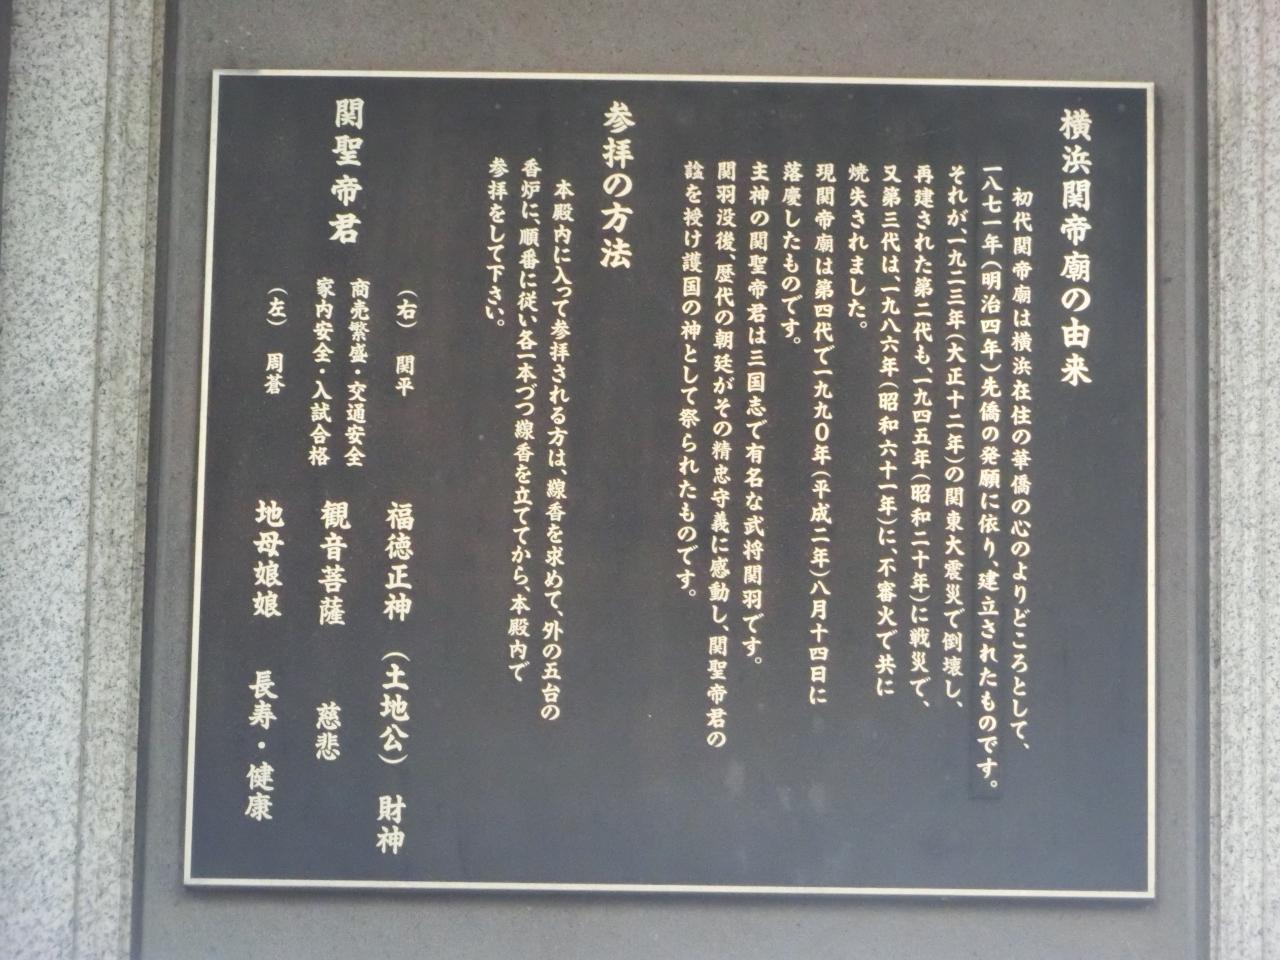 横浜関帝廟の由来
初代関帝廟は横浜在住の華僑の心のよりどころとして、
一八七一年(明治四年)先僑の発願に依り、建立されたものです。
それが、一九二三年(大正十二年)の関東大震災で倒壊し、
再建された第二代も、一九四五年(昭和二十年)に戦災で、
又第三代は、一九八六年(昭和六十一年)に、不審火で共に
焼失されました。
現関帝廟は第四代で一九九〇年(平成二年)八月十四日に
落慶したものです。
主神の関聖帝君は三国志で有名な武将関羽です。
関羽没後、歴代の朝廷がその精忠守義に感動し、関聖帝君の
諡を授け護国の神として祭られたものです。
参拝の方法
本殿内に入って参拝される方は、線香を求めて、外の五台の
香炉に、順番に従い各一本づつ線香を立ててから、本殿内で
参拝をして下さい。
関聖帝君
(右) 関平
商売繁盛・交通安全
家内安全・入試合格
(左) 周蒼
福徳正神 (土地公) 財神
観音菩薩 慈悲
地母娘娘 長寿・健康